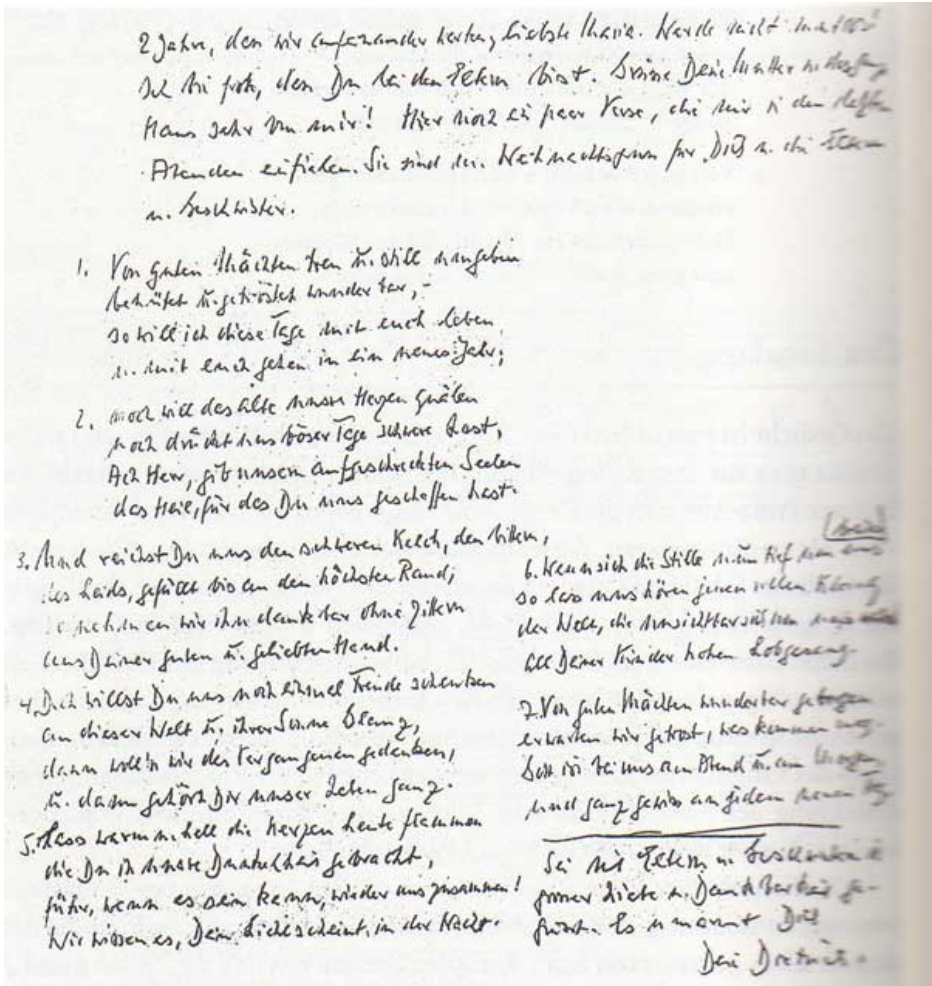 2 Jahre, dass wir aufeinander warten, liebste Maria. Werde nicht mutlos!
Ich bin froh, dass Du bei den Eltern bist. Grüsse Deine Mutter u. das ganze
Haus sehr von mir! Hier noch ein paar Verse, die mir in den letzten
Abenden einfielen. Sie sind der Weihnachtsgruss für Dich u. die Eltern
u. Geschwister.
1. Von guten Mächten treu u. still umgeben
behütet u. getröstet wunderbar, –
so will ich diese Tage mit euch leben
u. mit euch gehen in ein neues Jahr;
2. noch will das alte unsre Herzen quälen
noch drückt uns böser Tage schwere Last,
Ach Herr, gib unsern aufgeschreckten Seelen
das Heil, für das Du uns geschaffen hast.
3. Und reichst Du uns den schweren Kelch, den bittern,
des Leids, gefüllt bis an den höchsten Rand,
so nehmen wir ihn dankbar ohne Zittern
aus Deiner guten u. geliebten Hand.
4. Doch willst Du uns noch einmal Freude schenken
an dieser Welt u. ihrer Sonne Glanz,
dann woll'n wir des Vergangenen gedenken,
u. dann gehört Dir unser Leben ganz.
5. Lass warm u. hell die Kerzen heute flammen
die Du in unsre Dunkelheit gebracht,
führ, wenn es sein kann, wieder uns zusammen!
Wir wissen es, Dein Licht scheint in der Nacht.
6. Wenn sich die Stille nun tief um uns
so lass uns hören jenen vollen Klang
der Welt, die unsichtbar sich um uns weitet
all Deiner Kinder hohen Lobgesang.
7. Von guten Mächten wunderbar geborgen
erwarten wir getrost, was kommen mag.
Gott ist bei uns am Abend u. am Morgen
und ganz gewiss an jedem neuen Tag.
Sei mit Eltern u. Geschwistern in
grosser Liebe u. Dankbarkeit ge-
grüsst. Es umarmt Dich
Dein Dietrich